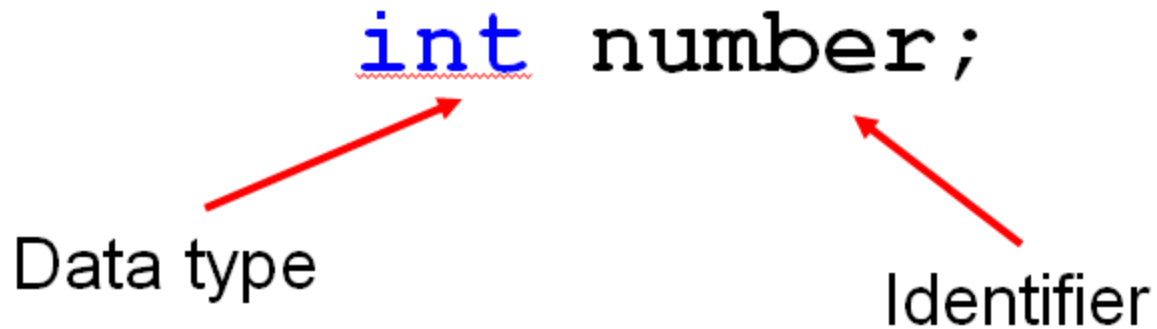 int number;
Data type
Identifier